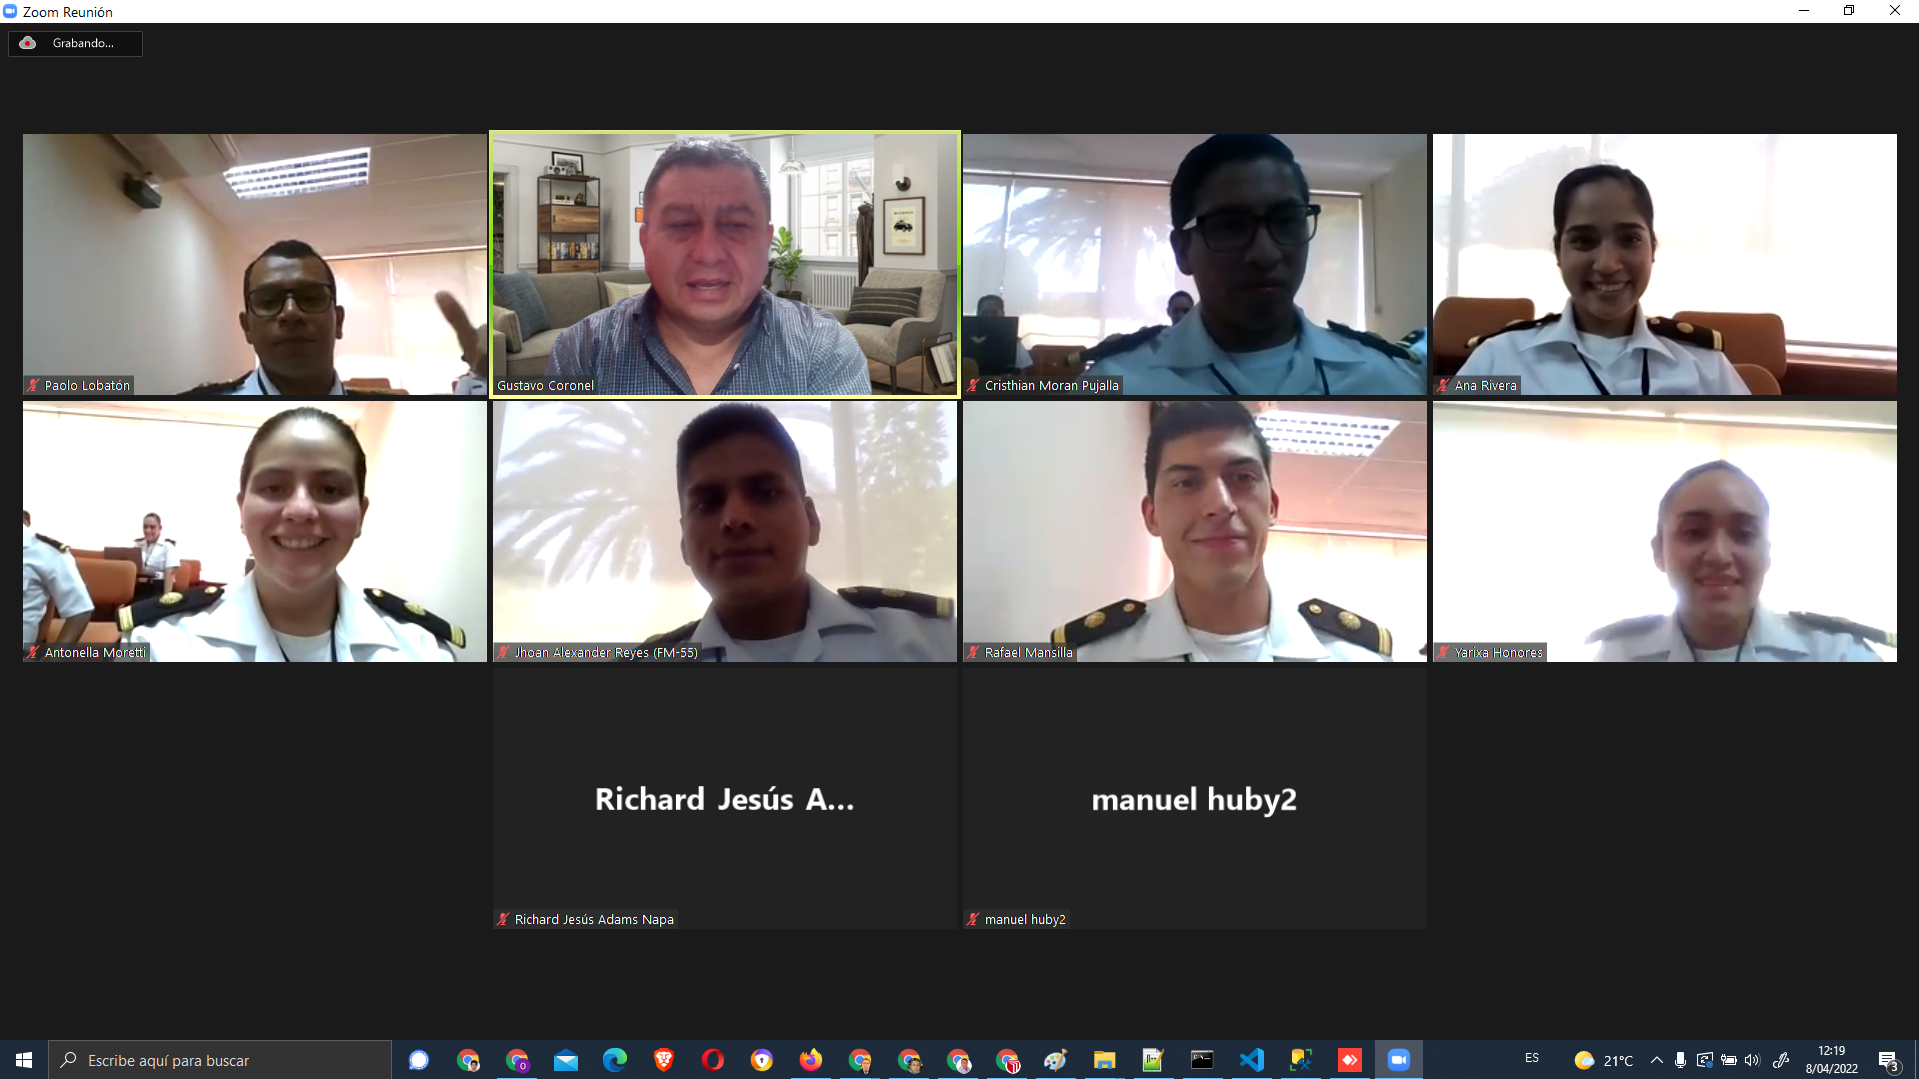 Zoom Reunión
Grabando...
Paolo Lobatón
Gustavo Coronel
Cristhian Moran Pujalla
Ana Rivera
Antonella Moretti
Jhoan Alexander Reyes (FM-55)
Rafael Mansilla
Yarixa Honores
Richard Jesús A...
manuel huby2
Richard Jesús Adams Napa
manuel huby2
Escribe aquí para buscar
ES
21°C
12:19
8/04/2022
3